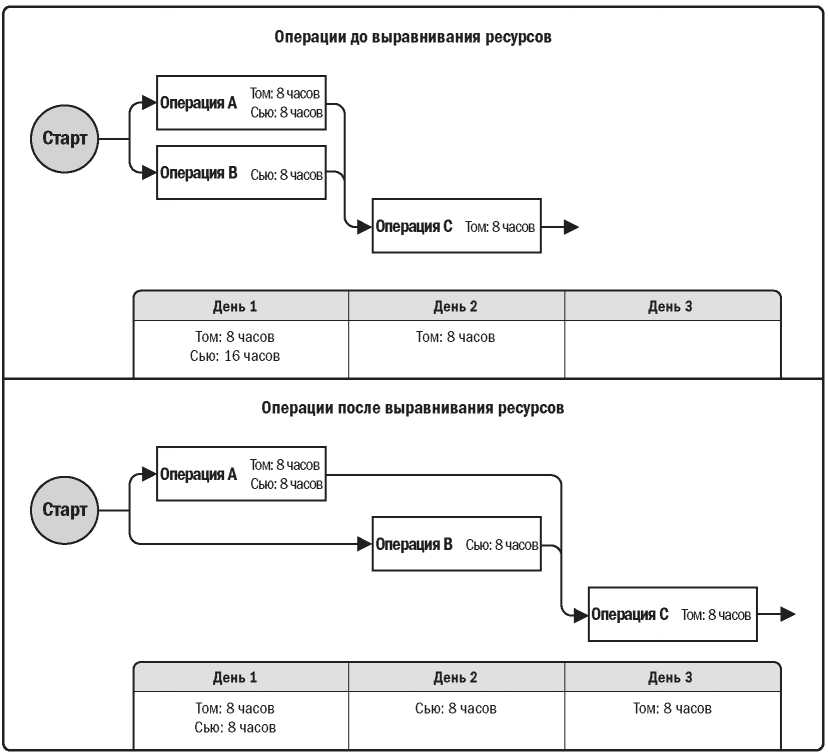 Операции до выравнивания ресурсов
Операция А
Том: 8 часов
Сью: 8 часов
Старт
Операция В
Сью: 8 часов
Операция С
Том: 8 часов
День 1
День 2
День 3
Том: 8 часов
Сью: 16 часов
Том: 8 часов
Операции после выравнивания ресурсов
Операция А
Том: 8 часов
Сью: 8 часов
Старт
Операция В
Сью: 8 часов
Операция С
Том: 8 часов
День 1
День 2
День 3
Том: 8 часов
Сью: 8 часов
Сью: 8 часов
Том: 8 часов